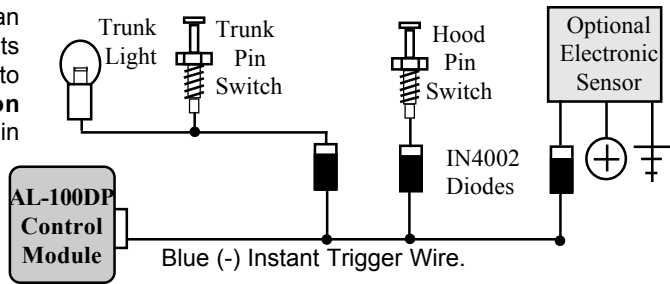 an
ts
to
on
in
Trunk
Light
Trunk
Pin
Switch
Hood
Pin
Switch
Optional
Electronic
Sensor
IN4002
Diodes
AL-100DP
Control
Module
Blue (-) Instant Trigger Wire.